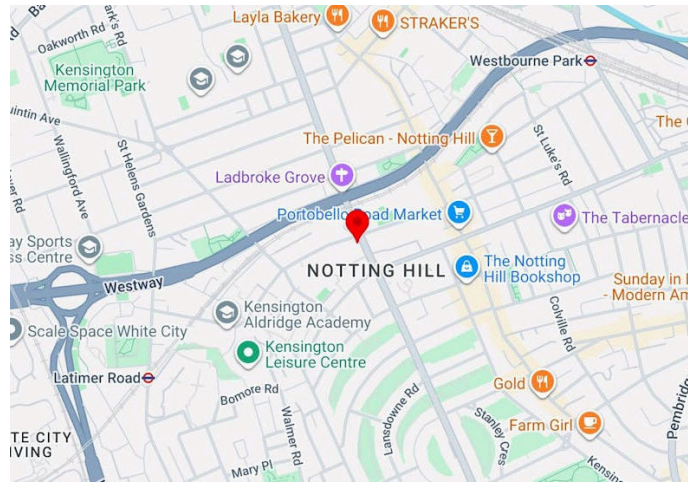 Layla Bakery
STRAKER'S
Oakworth Rd
Kensington
Memorial Park
Westbourne Park
Wallingford Ave
St Helens Gardens
The Pelican - Notting Hill
St Luke's Rd
Ladbroke Grove
Portobello Road Market
The Tabernacle
Westway
NOTTING HILL
The Notting
Hill Bookshop
Sunday in
- Modern
Colville Rd
Kensington
Aldridge Academy
Scale Space White City
Kensington
Leisure Centre
Latimer Road
Bomore Rd
Gold
Lansdowne Rd
Stanley Cres
Farm Girl
Walmer Rd
Mary Pl